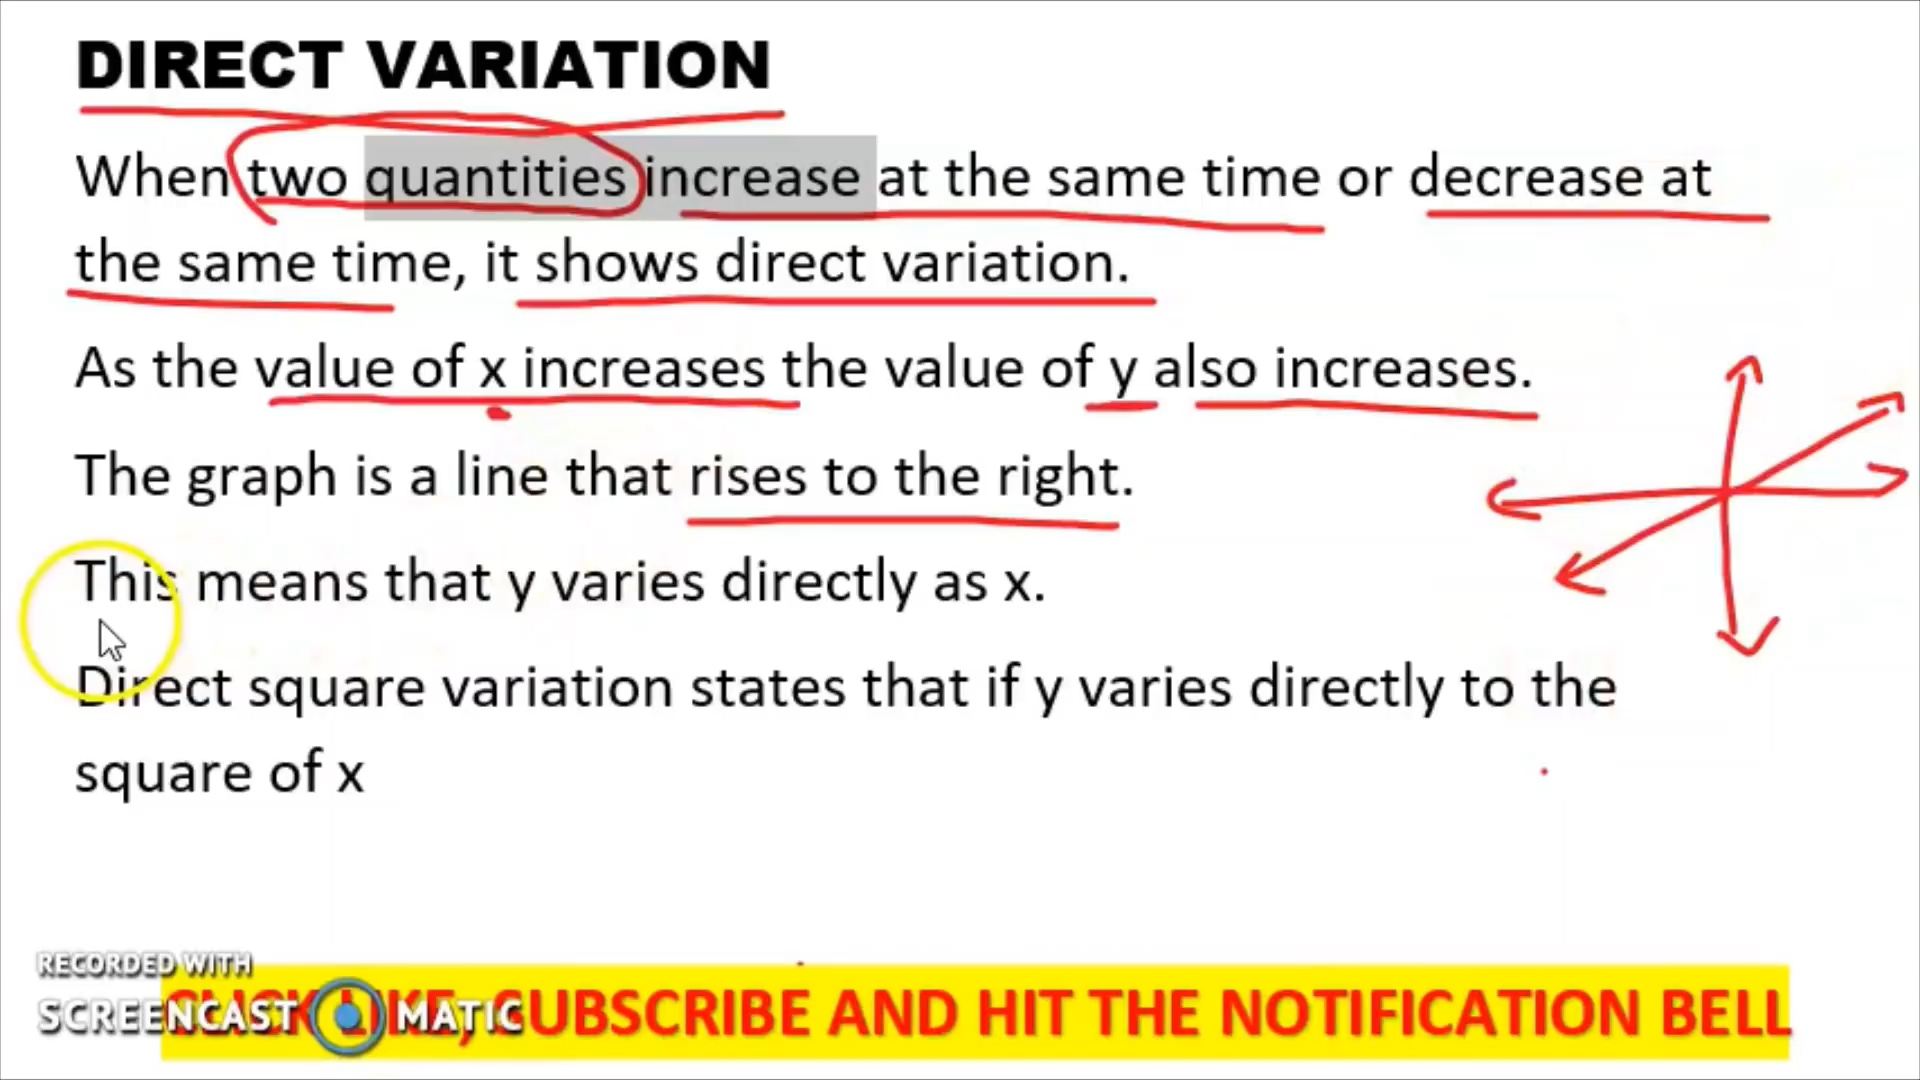 DIRECT VARIATION
When two quantities increase at the same time or decrease at
the same time, it shows direct variation.
As the value of x increases the value of y also increases.
The graph is a line that rises to the right.
This means that y varies directly as x.
Direct square variation states that if y varies directly to the
square of x
RECORDED WITH
SCREENCAST MATIC
CLICK LIKE, SUBSCRIBE AND HIT THE NOTIFICATION BELL